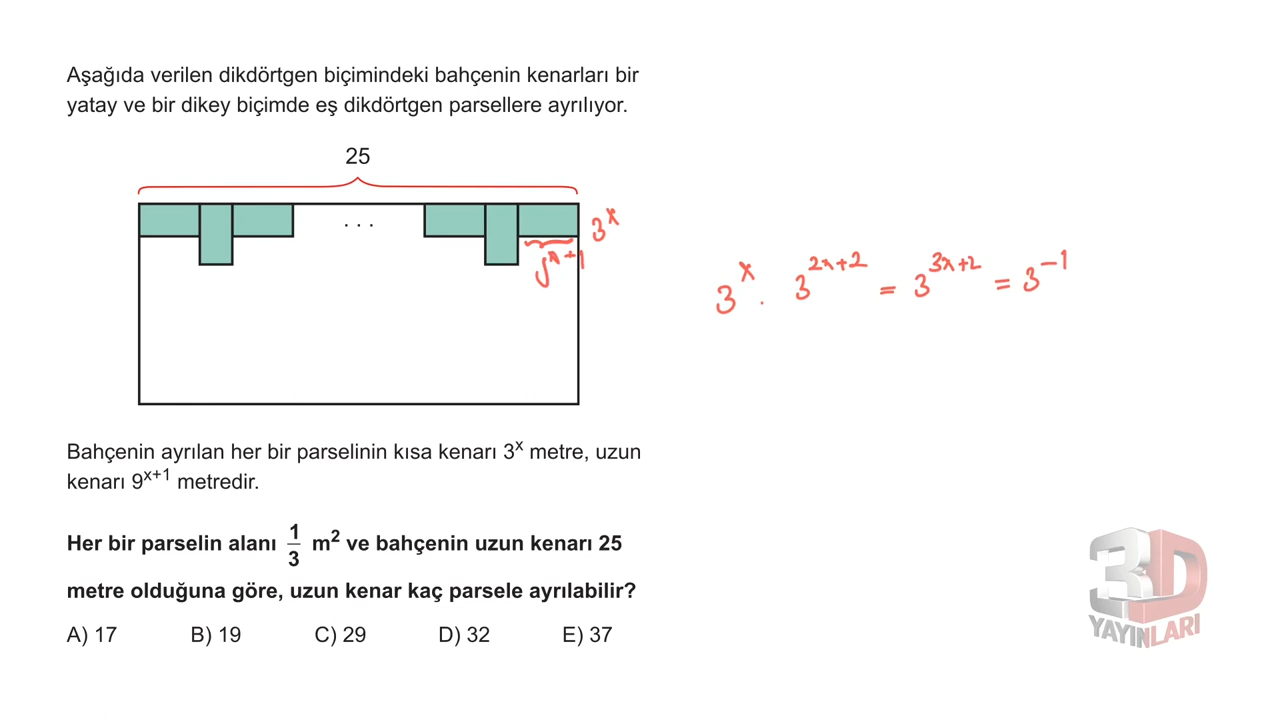 Aşağıda verilen dikdörtgen biçimindeki bahçenin kenarları bir
yatay ve bir dikey biçimde eş dikdörtgen parsellere ayrılıyor.
25
. . .
3^x
9^{x+1}
3^x . 3^{2x+2} = 3^{3x+2} = 3^{-1}
Bahçenin ayrılan her bir parselinin kısa kenarı 3^x metre, uzun
kenarı 9^{x+1} metredir.
Her bir parselin alanı 1/3 m² ve bahçenin uzun kenarı 25
metre olduğuna göre, uzun kenar kaç parsele ayrılabilir?
A) 17 B) 19 C) 29 D) 32 E) 37
3D
YAYINLARI